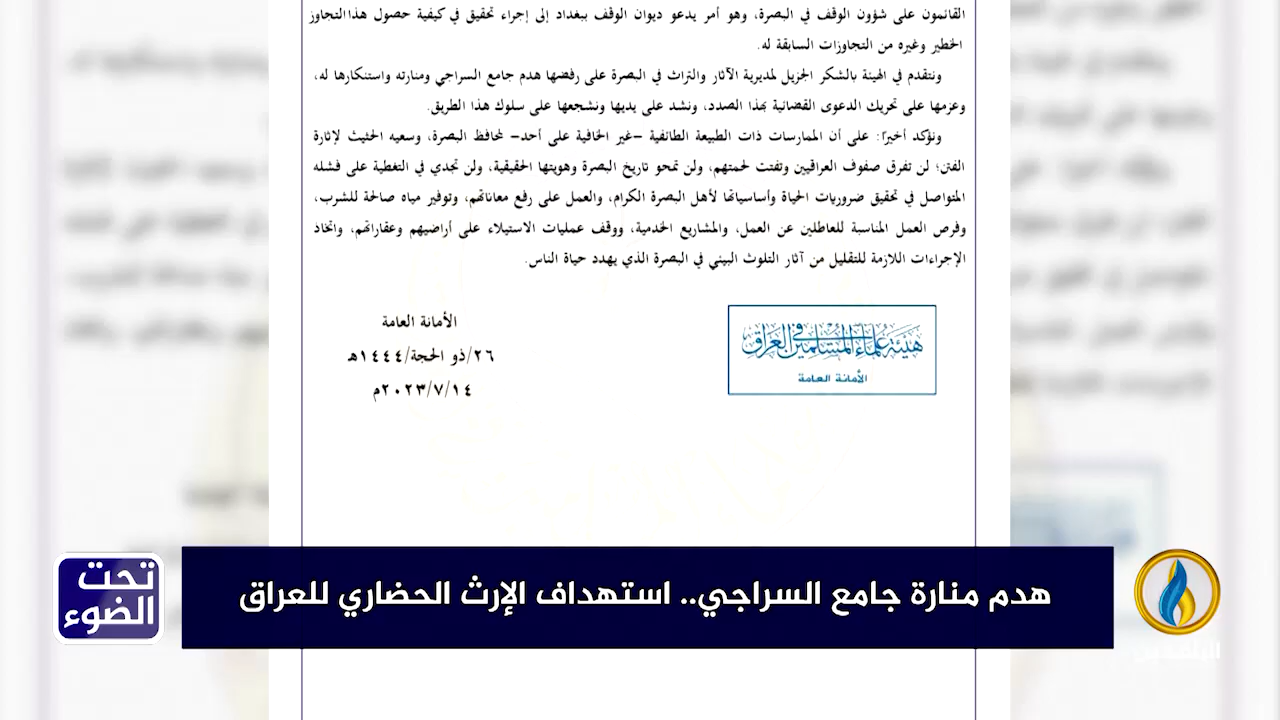 القائمون على شؤون الوقف في البصرة، وهو أمر يدعو ديوان الوقف ببغداد إلى إجراء تحقيق في كيفية حصول هذا التجاوز
الخطير وغيره من التجاوزات السابقة له.
ونتقدم في الهيئة بالشكر الجزيل لمديرية الآثار والتراث في البصرة على رفضها هدم جامع السراجي ومنارته واستنكارها له،
وعزمها على تحريك الدعوى القضائية بهذا الصدد، ونشد على يديها ونشجعها على سلوك هذا الطريق.
ونؤكد أخيرًا: على أن الممارسات ذات الطبيعة الطائفية –غير الخافية على أحد– لمحافظ البصرة، وسعيه الحثيث لإثارة
الفتن؛ لن تفرق صفوف العراقيين وتفتت لحمتهم، ولن تمحو تاريخ البصرة وهويتها الحقيقية، ولن تجدي في التغطية على فشله
المتواصل في تحقيق ضروريات الحياة وأساسياتها لأهل البصرة الكرام، والعمل على رفع معاناتهم، وتوفير مياه صالحة للشرب،
وفرص العمل المناسبة للعاطلين عن العمل، والمشاريع الخدمية، ووقف عمليات الاستيلاء على أراضيهم وعقاراتهم، واتخاذ
الإجراءات اللازمة للتقليل من آثار التلوث البيئي في البصرة الذي يهدد حياة الناس.
هيئة علماء المسلمين في العراق
الأمانة العامة
الأمانة العامة
٢٦/ذو الحجة/١٤٤٤هـ
٢٠٢٣/٧/١٤م
هدم منارة جامع السراجي.. استهداف الإرث الحضاري للعراق
تحت
الضوء